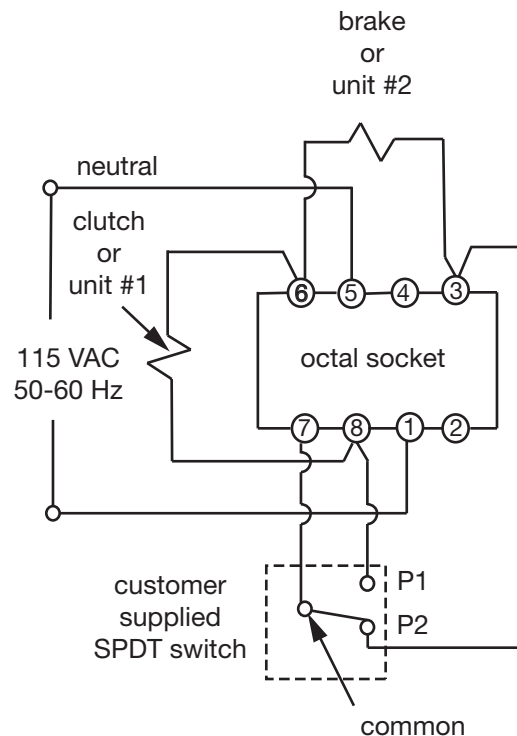 brake
or
unit #2
neutral
clutch
or
unit #1
6 5 4 3
115 VAC
50-60 Hz
octal socket
7 8 1 2
customer
supplied
SPDT switch
P1
P2
common